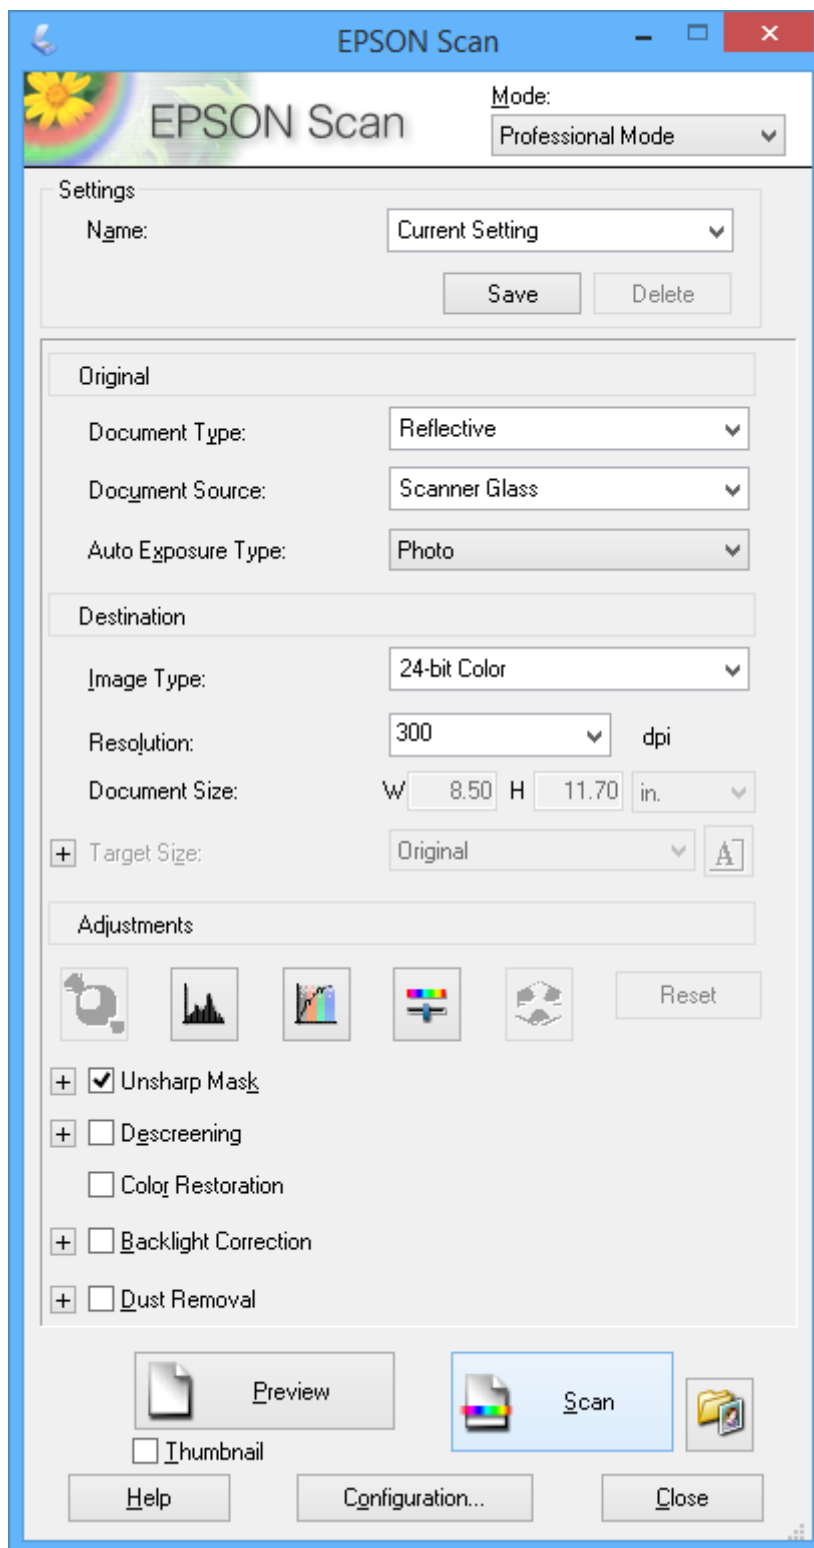 EPSON Scan
EPSON Scan
Mode:
Professional Mode
Settings
Name: Current Setting
Save Delete
Original
Document Type: Reflective
Document Source: Scanner Glass
Auto Exposure Type: Photo
Destination
Image Type: 24-bit Color
Resolution: 300 dpi
Document Size: W 8.50 H 11.70 in.
+ Target Size: Original A
Adjustments
Reset
+ Unsharp Mask
+ Descreening
Color Restoration
+ Backlight Correction
+ Dust Removal
Preview Scan
Thumbnail
Help Configuration... Close